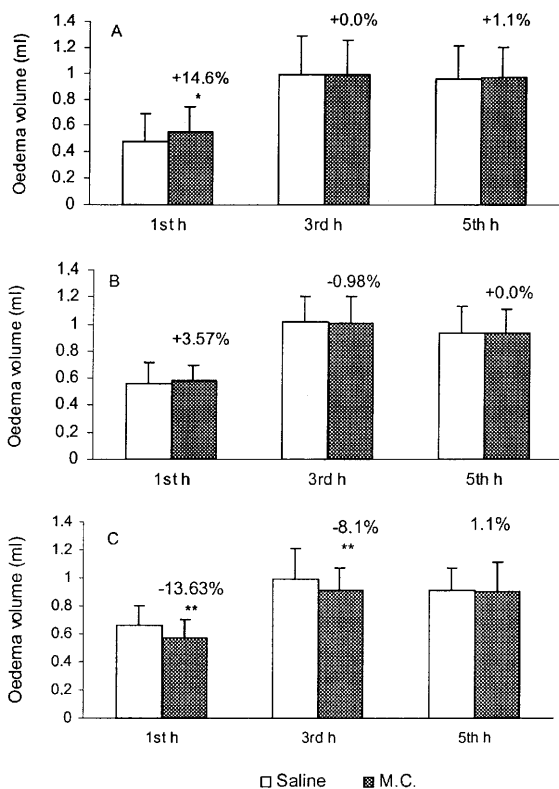 A
Oedema volume (ml)
1.4
1.2
1
0.8
0.6
0.4
0.2
0
+14.6%
*
+0.0%
+1.1%
1st h
3rd h
5th h
B
Oedema volume (ml)
1.4
1.2
1
0.8
0.6
0.4
0.2
0
+3.57%
-0.98%
+0.0%
1st h
3rd h
5th h
C
Oedema volume (ml)
1.4
1.2
1
0.8
0.6
0.4
0.2
0
-13.63%
**
-8.1%
**
1.1%
1st h
3rd h
5th h
Saline
M.C.